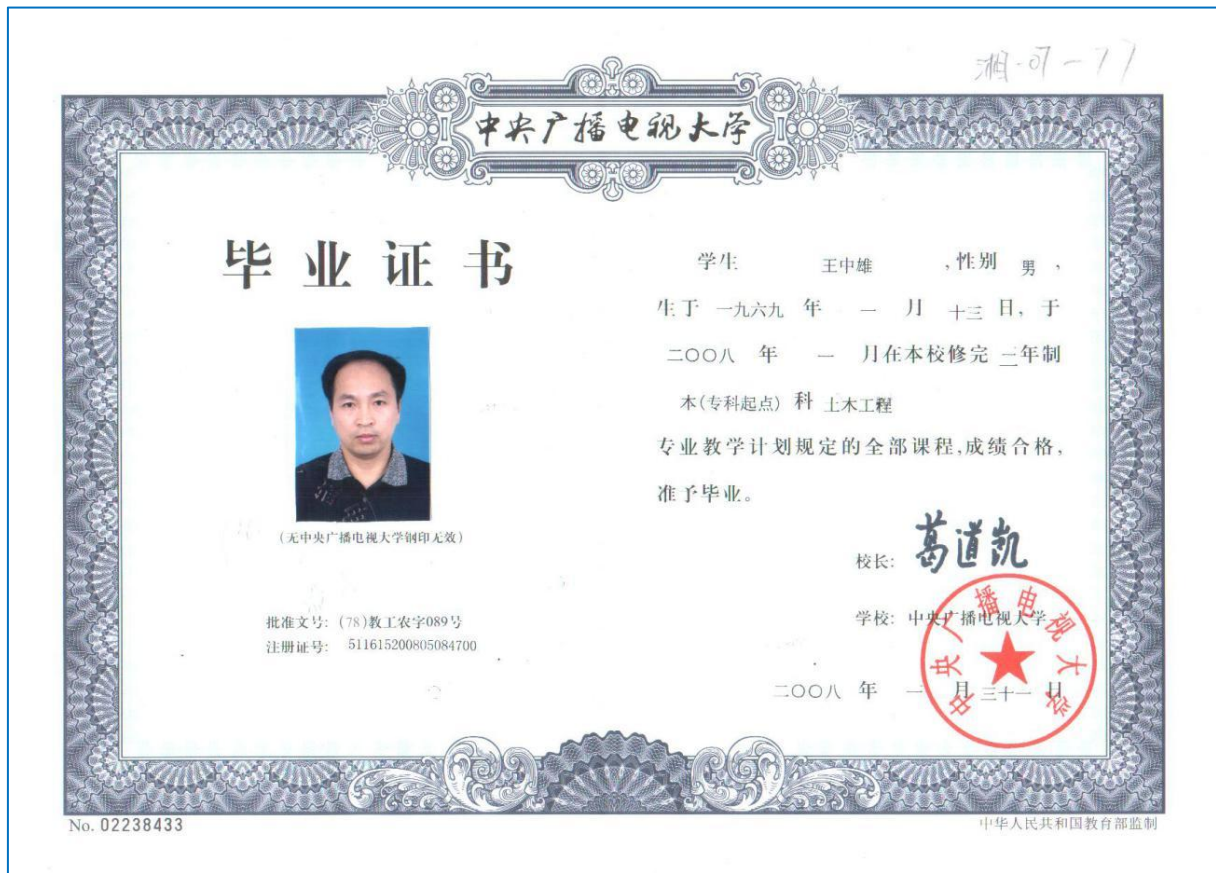 湘-07-17
中央广播电视大学
毕业证书
(无中央广播电视大学钢印无效)
批准文号: (78)教工农字089号
注册证号: 511615200805084700
学生 王中雄 ,性别 男 ,
生于 一九六九 年 一 月 十三 日, 于
二〇〇八 年 一 月在本校修完 三年制
本(专科起点) 科 土木工程
专业教学计划规定的全部课程,成绩合格,
准予毕业。
校长: 葛道凯
学校: 中央广播电视大学
中央广播电视大学
二〇〇八 年 一 月 三十一 日
No. 02238433
中华人民共和国教育部监制